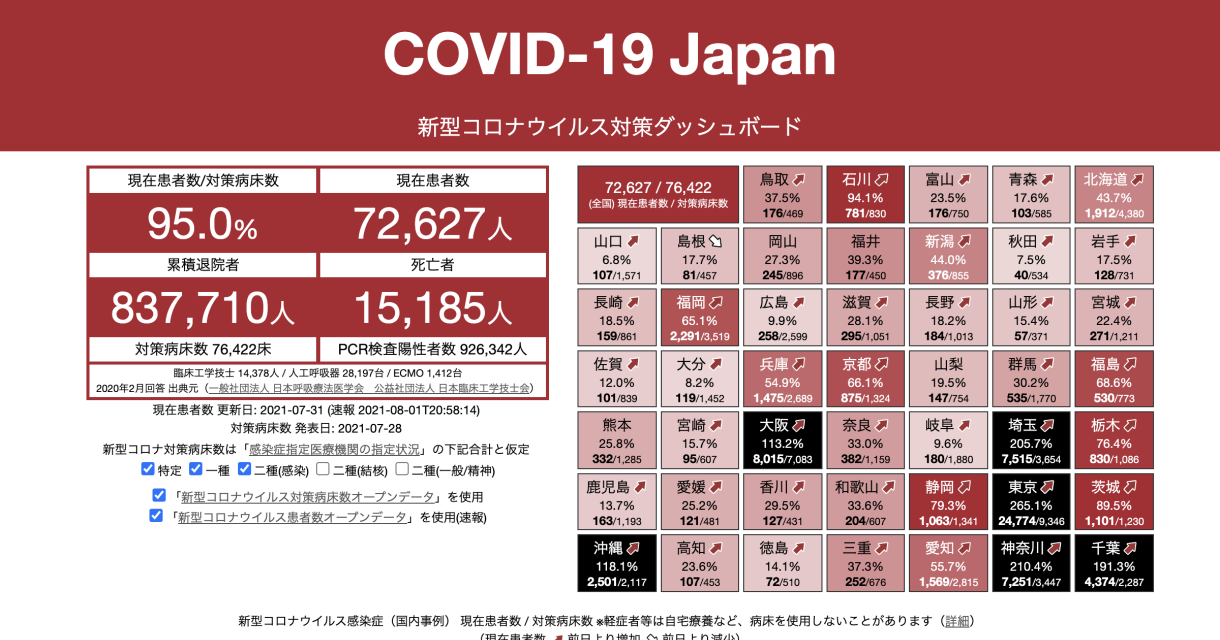 COVID-19 Japan
新型コロナウイルス対策ダッシュボード
現在患者数/対策病床数
現在患者数
95.0%
72,627人
累積退院者
死亡者
837,710人
15,185人
対策病床数 76,422床
PCR検査陽性者数 926,342人
臨床工学技士 14,378人 / 人工呼吸器 28,197台 / ECMO 1,412台
2020年2月回答 出典元（一般社団法人 日本呼吸療法医学会　公益社団法人 日本臨床工学技士会）
現在患者数 更新日: 2021-07-31 (速報 2021-08-01T20:58:14)
対策病床数 発表日: 2021-07-28
新型コロナ対策病床数は「感染症指定医療機関の指定状況」の下記合計と仮定
特定 一種 二種(感染) 二種(結核) 二種(一般/精神)
「新型コロナウイルス対策病床数オープンデータ」を使用
「新型コロナウイルス患者数オープンデータ」を使用(速報)
72,627 / 76,422
(全国) 現在患者数 / 対策病床数
鳥取
37.5%
176/469
石川
94.1%
781/830
富山
23.5%
176/750
青森
17.6%
103/585
北海道
43.7%
1,912/4,380
山口
6.8%
107/1,571
島根
17.7%
81/457
岡山
27.3%
245/896
福井
39.3%
177/450
新潟
44.0%
376/855
秋田
7.5%
40/534
岩手
17.5%
128/731
長崎
18.5%
159/861
福岡
65.1%
2,291/3,519
広島
9.9%
258/2,599
滋賀
28.1%
295/1,051
長野
18.2%
184/1,013
山形
15.4%
57/371
宮城
22.4%
271/1,211
佐賀
12.0%
101/839
大分
8.2%
119/1,452
兵庫
54.9%
1,475/2,689
京都
66.1%
875/1,324
山梨
19.5%
147/754
群馬
30.2%
535/1,770
福島
68.6%
530/773
熊本
25.8%
332/1,285
宮崎
15.7%
95/607
大阪
113.2%
8,015/7,083
奈良
33.0%
382/1,159
岐阜
9.6%
180/1,880
埼玉
205.7%
7,515/3,654
栃木
76.4%
830/1,086
鹿児島
13.7%
163/1,193
愛媛
25.2%
121/481
香川
29.5%
127/431
和歌山
33.6%
204/607
静岡
79.3%
1,063/1,341
東京
265.1%
24,774/9,346
茨城
89.5%
1,101/1,230
沖縄
118.1%
2,501/2,117
高知
23.6%
107/453
徳島
14.1%
72/510
三重
37.3%
252/676
愛知
55.7%
1,569/2,815
神奈川
210.4%
7,251/3,447
千葉
191.3%
4,374/2,287
新型コロナウイルス感染症（国内事例） 現在患者数 / 対策病床数 ※軽症者等は自宅療養など、病床を使用しないことがあります（詳細）
（現在患者数 前日より増加 前日より減少）